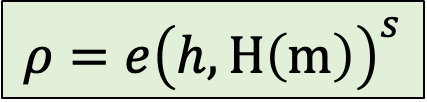 ρ = e(h, H(m))^s